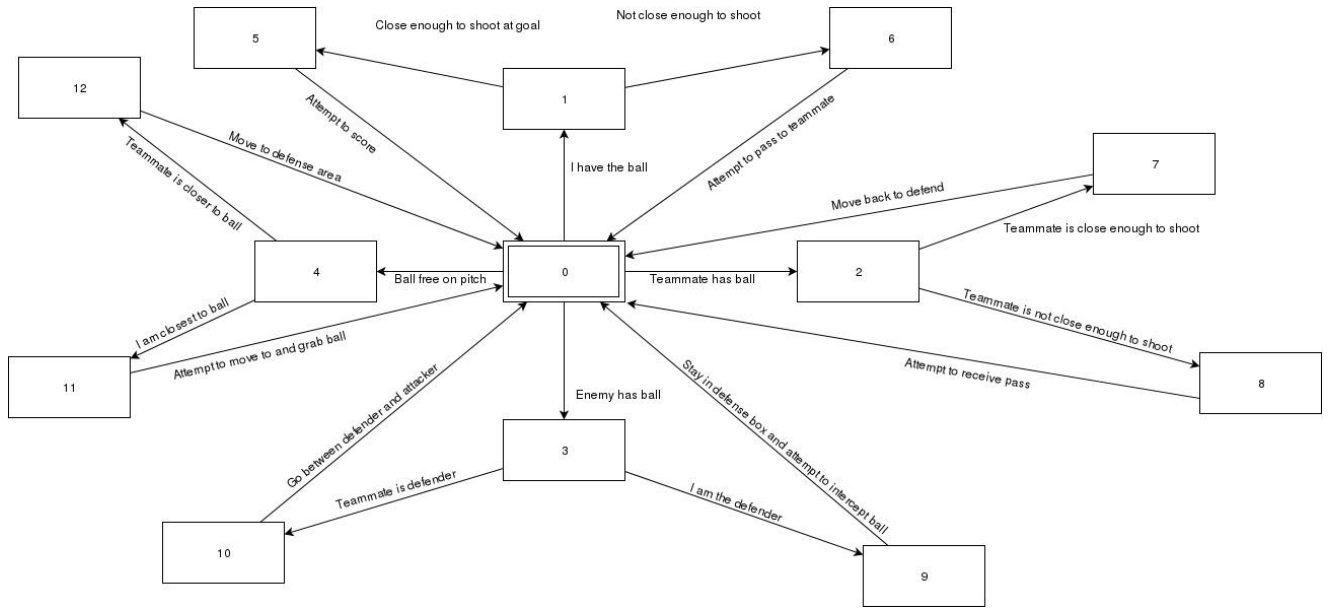 Not close enough to shoot
Close enough to shoot at goal
5
6
12
1
Attempt to score
Attempt to pass to teammate
Move to defense area
Teammate is closer to ball
I have the ball
7
Move back to defend
Teammate is close enough to shoot
4
Ball free on pitch
0
Teammate has ball
2
I am closest to ball
Attempt to move to and grab ball
Teammate is not close enough to shoot
Attempt to receive pass
11
8
Enemy has ball
Go between defender and attacker
Stay in defense box and attempt to intercept ball
3
Teammate is defender
I am the defender
10
9